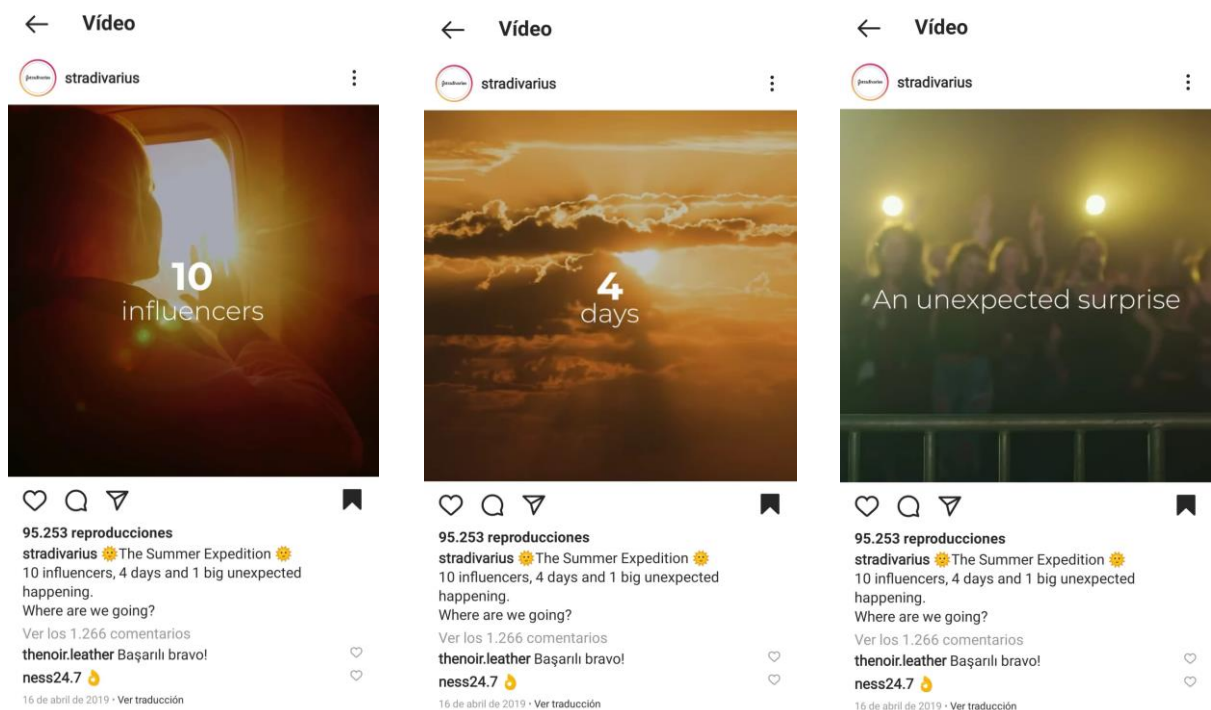 Vídeo
stradivarius
10
influencers
95.253 reproducciones
stradivarius 🌞The Summer Expedition 🌞
10 influencers, 4 days and 1 big unexpected
happening.
Where are we going?
Ver los 1.266 comentarios
thenoir.leather Başarılı bravo!
ness24.7 👌
16 de abril de 2019 · Ver traducción
Vídeo
stradivarius
4
days
95.253 reproducciones
stradivarius 🌞The Summer Expedition 🌞
10 influencers, 4 days and 1 big unexpected
happening.
Where are we going?
Ver los 1.266 comentarios
thenoir.leather Başarılı bravo!
ness24.7 👌
16 de abril de 2019 · Ver traducción
Vídeo
stradivarius
An unexpected surprise
95.253 reproducciones
stradivarius 🌞The Summer Expedition 🌞
10 influencers, 4 days and 1 big unexpected
happening.
Where are we going?
Ver los 1.266 comentarios
thenoir.leather Başarılı bravo!
ness24.7 👌
16 de abril de 2019 · Ver traducción